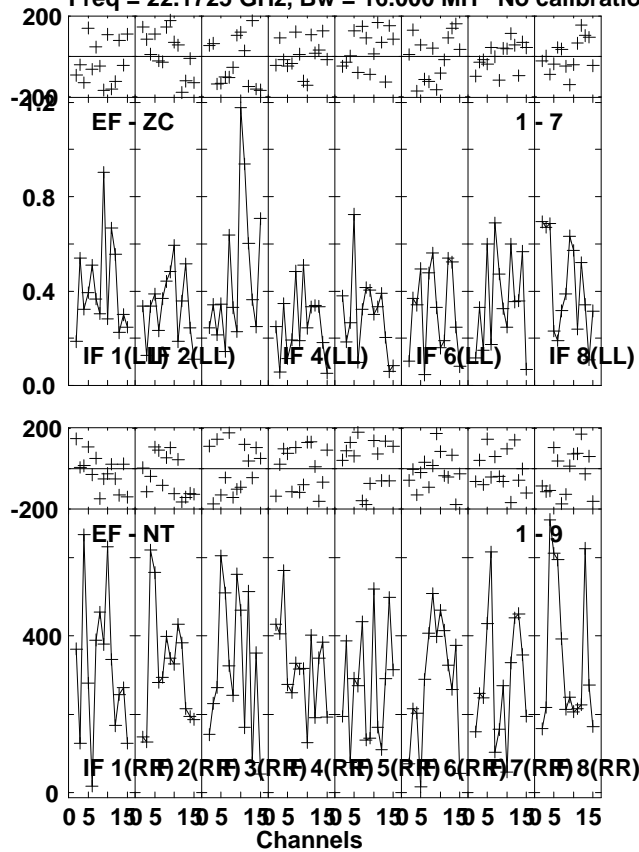 Freq = 22.1725 GHz, Bw = 16.000 MH No calibratio
200
-200
1.2
EF - ZC 1 - 7
0.8
0.4
0.0
IF 1(LL) IF 2(LL) IF 4(LL) IF 6(LL) IF 8(LL)
200
-200
EF - NT 1 - 9
400
0
IF 1(RR) IF 2(RR) IF 3(RR) IF 4(RR) IF 5(RR) IF 6(RR) IF 7(RR) IF 8(RR)
0 5 15 0 5 15 0 5 15 0 5 15 0 5 15 0 5 15 0 5 15 0 5 15
Channels